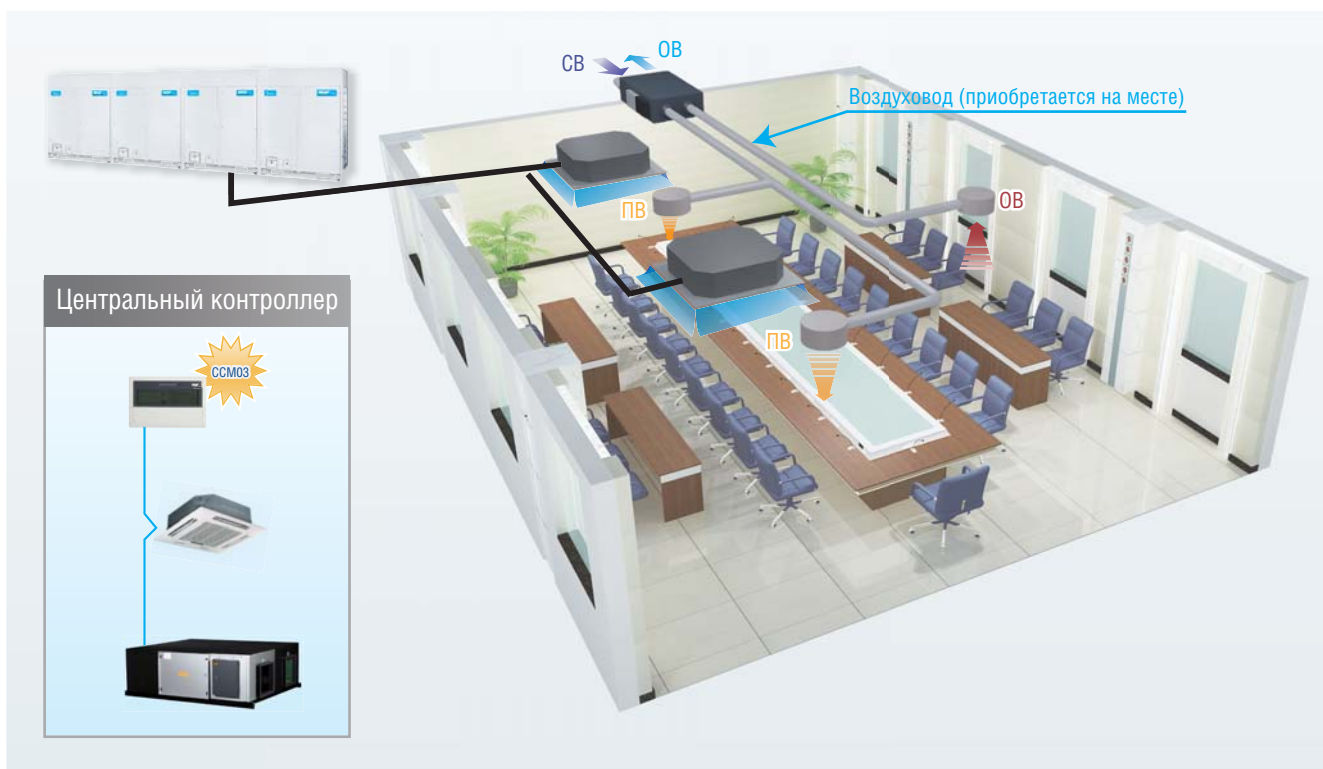 СВ
ОВ
Воздуховод (приобретается на месте)
ПВ
ОВ
ПВ
Центральный контроллер
CCM03